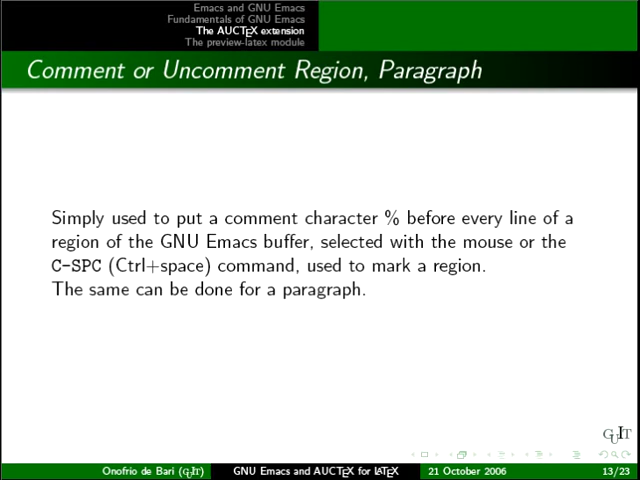 Emacs and GNU Emacs
Fundamentals of GNU Emacs
The AUCTEX extension
The preview-latex module
Comment or Uncomment Region, Paragraph
Simply used to put a comment character % before every line of a
region of the GNU Emacs buffer, selected with the mouse or the
C-SPC (Ctrl+space) command, used to mark a region.
The same can be done for a paragraph.
GUIT
Onofrio de Bari (GUIT) GNU Emacs and AUCTEX for LATEX 21 October 2006 13/23